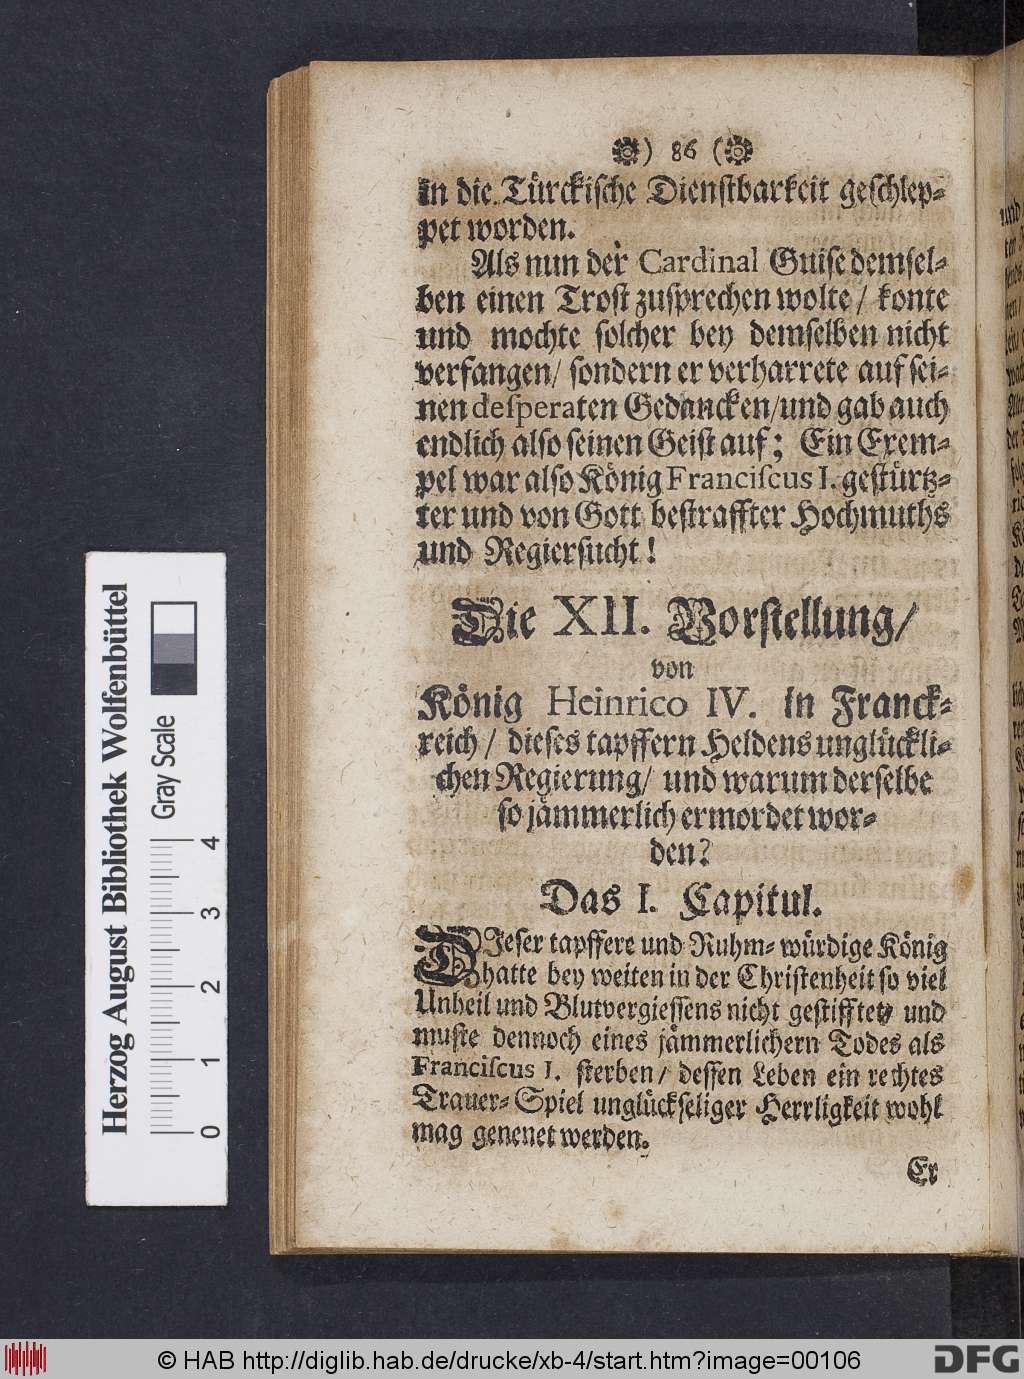 ) 86 (
in die Türckische Dienstbarkeit geschlep-
pet worden.
Als nun der Cardinal Guise demsel-
ben einen Trost zusprechen wolte / konte
und mochte solcher bey demselben nicht
verfangen / sondern er verharrete auf sei-
nen desperaten Gedancken / und gab auch
endlich also seinen Geist auf; Ein Exem-
pel war also König Franciscus I. gestürtz-
ter und von Gott bestraffter Hochmuths
und Regiersucht!
Die XII. Vorstellung /
von
König Heinrico IV. in Franck-
reich / dieses tapffern Heldens unglückli-
chen Regierung / und warum derselbe
so jämmerlich ermordet wor-
den?
Das I. Capitul.
DIeser tapffere und Ruhm-würdige König
hatte bey weiten in der Christenheit so viel
Unheil und Blutvergiessens nicht gestifftet / und
muste dennoch eines jämmerlichern Todes als
Franciscus I. sterben / dessen Leben ein rechtes
Trauer-Spiel unglückseliger Herrligkeit wohl
mag genenet werden.
Er
Herzog August Bibliothek Wolfenbüttel
Gray Scale
0 1 2 3 4
© HAB http://diglib.hab.de/drucke/xb-4/start.htm?image=00106
DFG